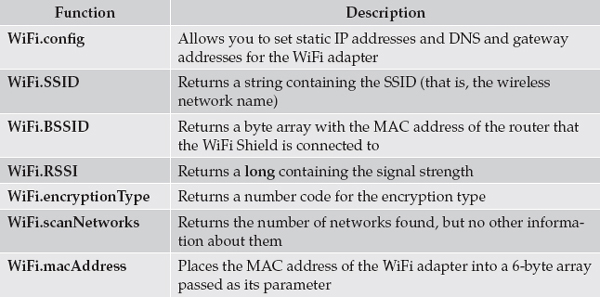 Function Description
WiFi.config Allows you to set static IP addresses and DNS and gateway
addresses for the WiFi adapter
WiFi.SSID Returns a string containing the SSID (that is, the wireless
network name)
WiFi.BSSID Returns a byte array with the MAC address of the router that
the WiFi Shield is connected to
WiFi.RSSI Returns a long containing the signal strength
WiFi.encryptionType Returns a number code for the encryption type
WiFi.scanNetworks Returns the number of networks found, but no other informa-
tion about them
WiFi.macAddress Places the MAC address of the WiFi adapter into a 6-byte array
passed as its parameter